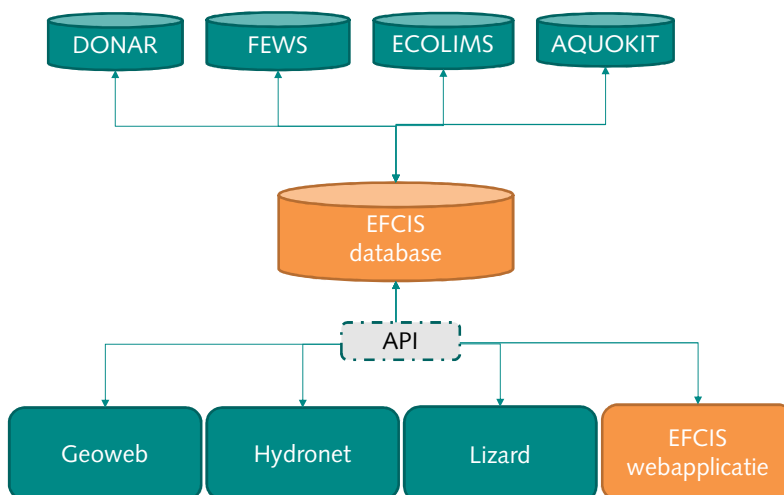 DONAR
FEWS
ECOLIMS
AQUOKIT
EFCIS
database
API
Geoweb
Hydronet
Lizard
EFCIS
webapplicatie